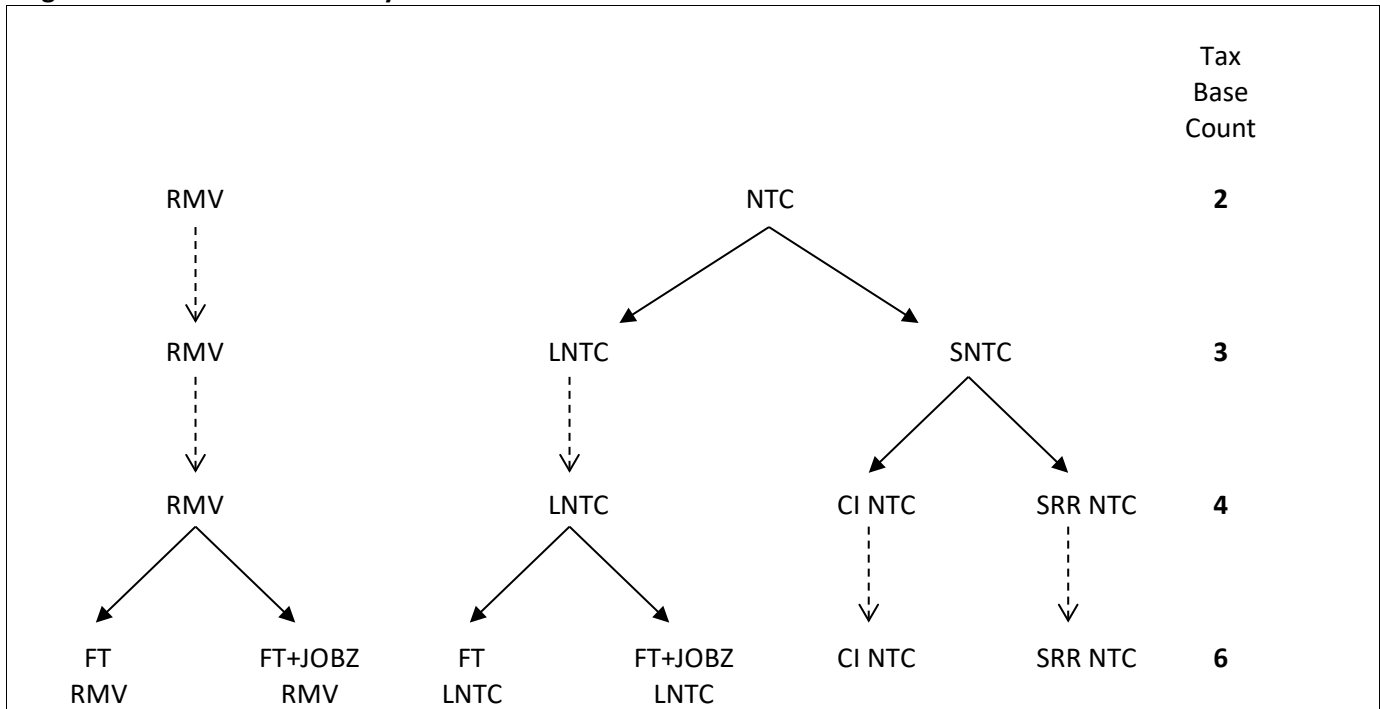 Tax
Base
Count
RMV NTC 2
RMV LNTC SNTC 3
RMV LNTC CI NTC SRR NTC 4
FT FT+JOBZ FT FT+JOBZ CI NTC SRR NTC 6
RMV RMV LNTC LNTC